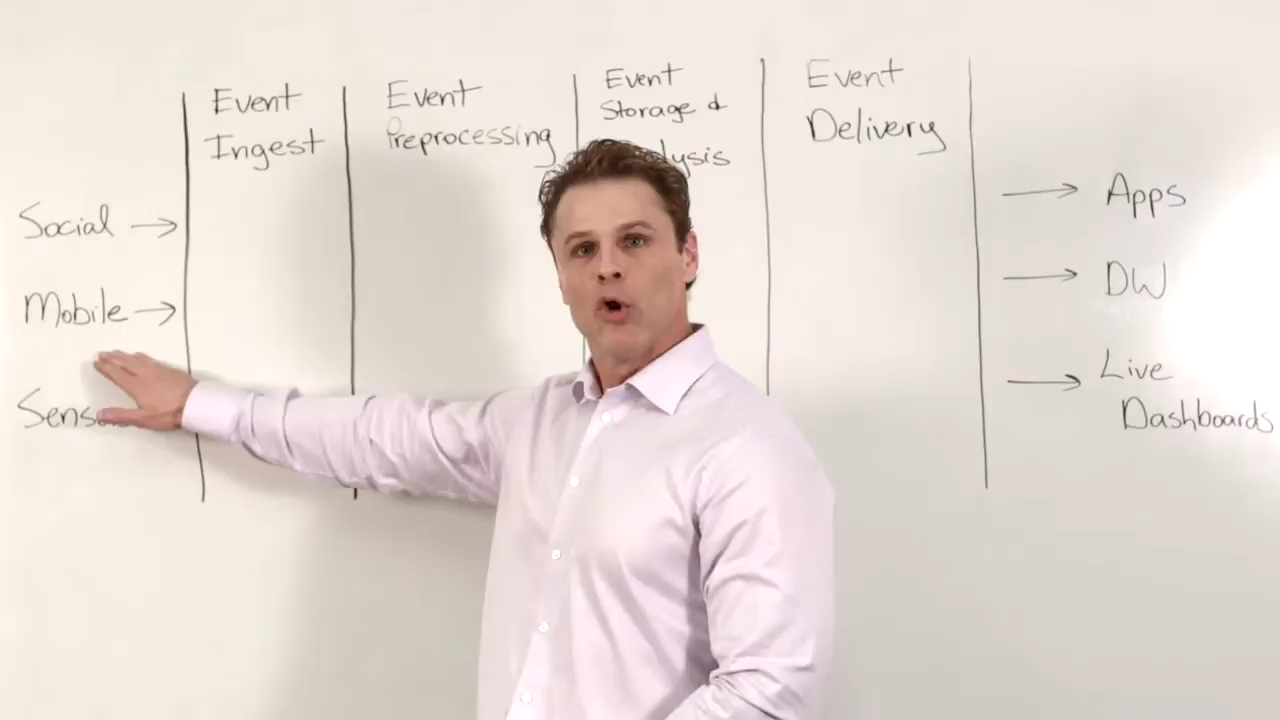 Event
Ingest
Event
Preprocessing
Event
Storage &
Event
Delivery
Social →
Mobile →
→ Apps
→ DW
→ Live
Dashboards